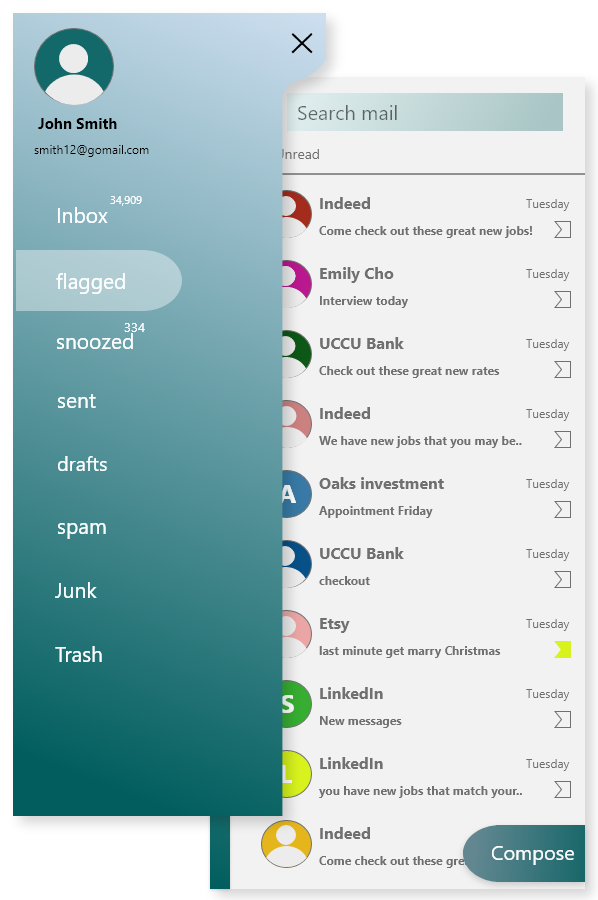 John Smith
smith12@gomail.com
34,909
Inbox
flagged
334
snoozed
sent
drafts
spam
Junk
Trash
Search mail
Unread
Indeed Tuesday
Come check out these great new jobs!
Emily Cho Tuesday
Interview today
UCCU Bank Tuesday
Check out these great new rates
Indeed Tuesday
We have new jobs that you may be..
A
Oaks investment Tuesday
Appointment Friday
UCCU Bank Tuesday
checkout
Etsy Tuesday
last minute get marry Christmas
S
LinkedIn Tuesday
New messages
L
LinkedIn Tuesday
you have new jobs that match your..
Indeed
Come check out these gre
Compose